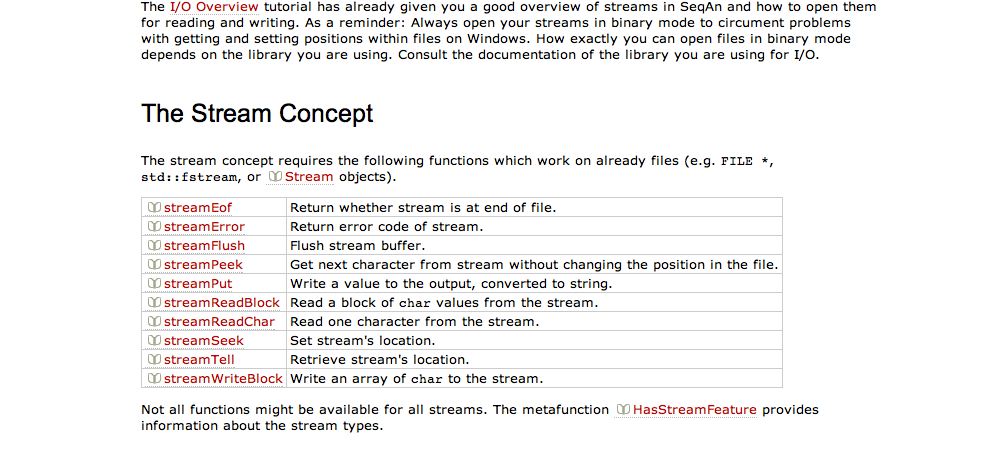 The I/O Overview tutorial has already given you a good overview of streams in SeqAn and how to open them
for reading and writing. As a reminder: Always open your streams in binary mode to circument problems
with getting and setting positions within files on Windows. How exactly you can open files in binary mode
depends on the library you are using. Consult the documentation of the library you are using for I/O.
The Stream Concept
The stream concept requires the following functions which work on already files (e.g. FILE *,
std::fstream, or Stream objects).
streamEof Return whether stream is at end of file.
streamError Return error code of stream.
streamFlush Flush stream buffer.
streamPeek Get next character from stream without changing the position in the file.
streamPut Write a value to the output, converted to string.
streamReadBlock Read a block of char values from the stream.
streamReadChar Read one character from the stream.
streamSeek Set stream's location.
streamTell Retrieve stream's location.
streamWriteBlock Write an array of char to the stream.
Not all functions might be available for all streams. The metafunction HasStreamFeature provides
information about the stream types.